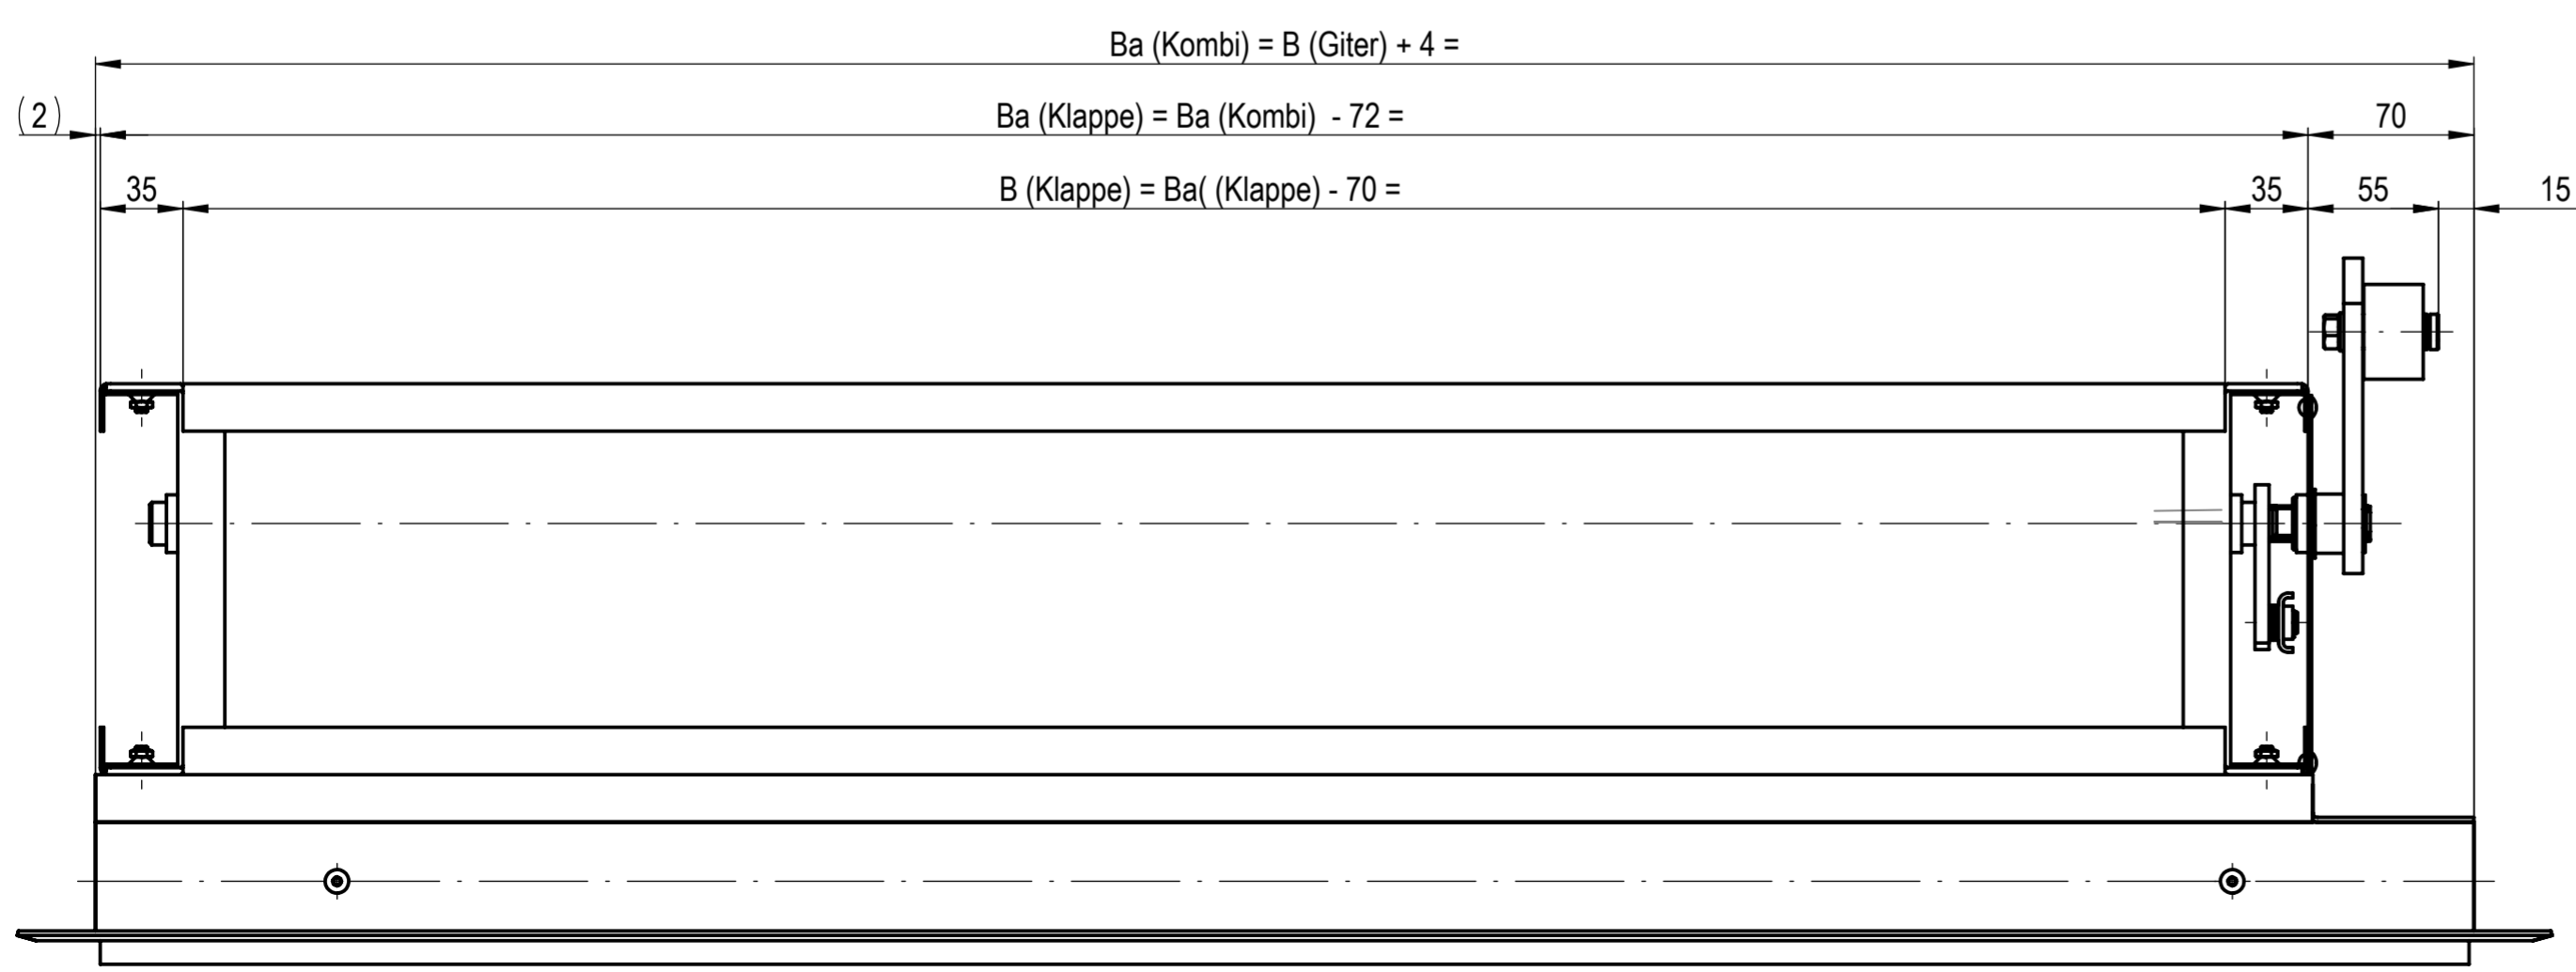 Ba (Kombi) = B (Giter) + 4 =
(2) Ba (Klappe) = Ba (Kombi) - 72 = 70
35 B (Klappe) = Ba( (Klappe) - 70 = 35 55 15